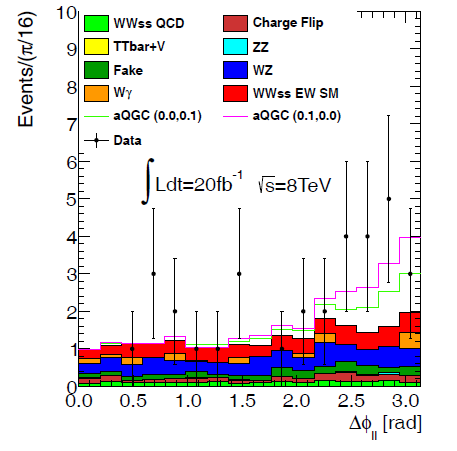 Events/(π/16)
10
9
8
7
6
5
4
3
2
1
0
WWss QCD
Charge Flip
TTbar+V
ZZ
Fake
WZ
Wγ
WWss EW SM
aQGC (0.0,0.1)
aQGC (0.1,0.0)
Data
∫Ldt=20fb⁻¹ √s=8TeV
0.0 0.5 1.0 1.5 2.0 2.5 3.0
Δϕ_ll [rad]